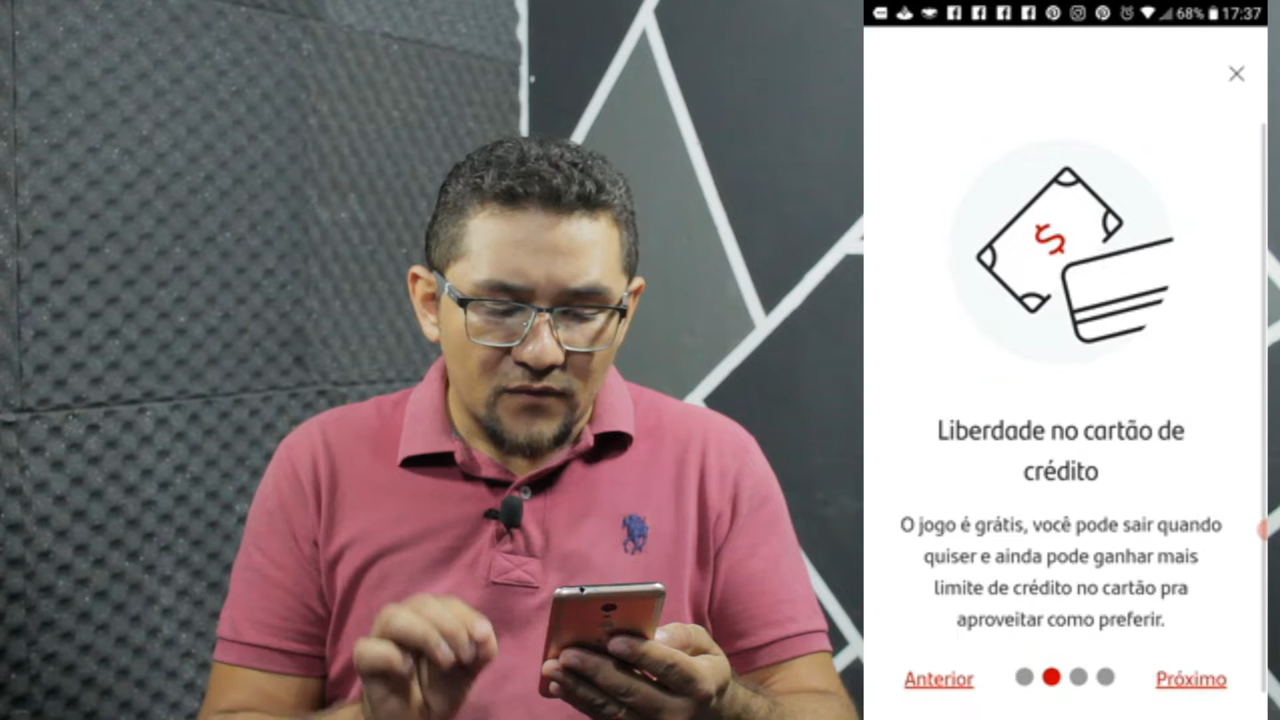 68% 17:37
Liberdade no cartão de
crédito
O jogo é grátis, você pode sair quando
quiser e ainda pode ganhar mais
limite de crédito no cartão pra
aproveitar como preferir.
Anterior
Próximo